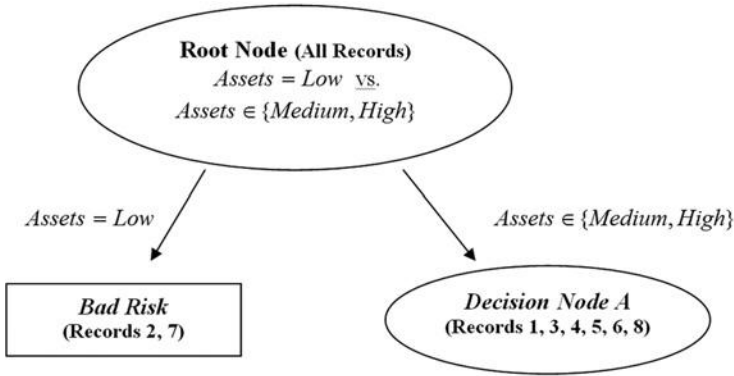 Root Node (All Records)
Assets = Low vs.
Assets ∈ {Medium, High}
Assets = Low
Assets ∈ {Medium, High}
Bad Risk
(Records 2, 7)
Decision Node A
(Records 1, 3, 4, 5, 6, 8)